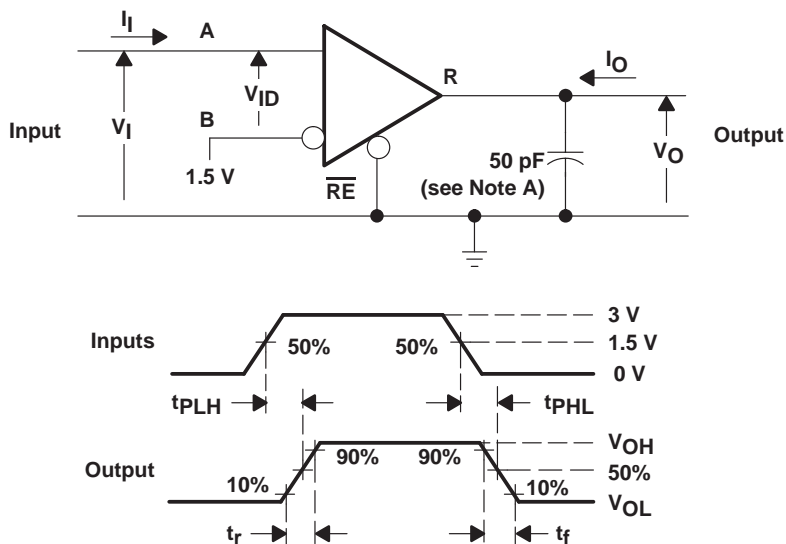 I_I
A
I_O
R
V_ID
Input
V_I
B
Output
V_O
50 pF
1.5 V
R̅E̅
(see Note A)
3 V
Inputs
50%
50%
1.5 V
0 V
t_PLH
t_PHL
V_OH
Output
90%
90%
50%
10%
10%
V_OL
t_r
t_f